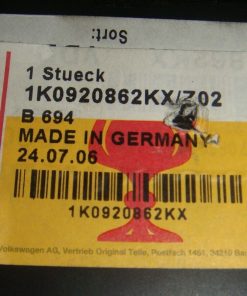 Sort:
1 Stueck
1K0920862KX/Z02
B 694
MADE IN GERMANY
24.07.06
1K0920862KX
Volkswagen AG, Vertrieb Original Teile, Postfach 1461, 34210 Bau